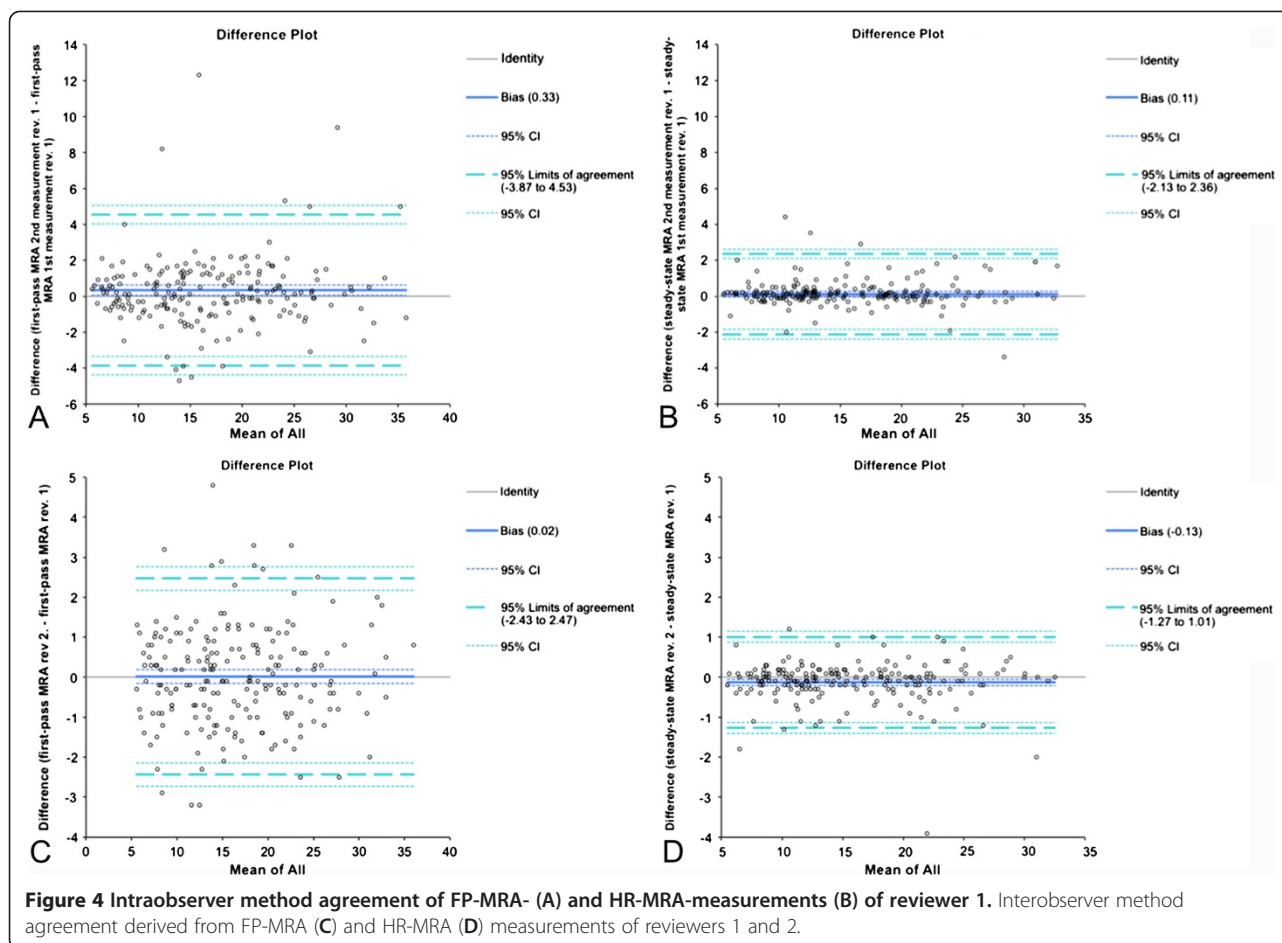 Difference Plot
Difference (first-pass MRA 2nd measurement rev. 1 - first-pass
MRA 1st measurement rev. 1)
14
12
10
8
6
4
2
0
-2
-4
-6
5 10 15 20 25 30 35 40
Mean of All
A
Identity
Bias (0.33)
95% CI
95% Limits of agreement
(-3.87 to 4.53)
95% CI
Difference Plot
Difference (steady-state MRA 2nd measurement rev. 1 - steady-
state MRA 1st measurement rev. 1)
14
12
10
8
6
4
2
0
-2
-4
-6
5 10 15 20 25 30 35
Mean of All
B
Identity
Bias (0.11)
95% CI
95% Limits of agreement
(-2.13 to 2.36)
95% CI
Difference Plot
Difference (first-pass MRA rev 2. - first-pass MRA rev. 1)
5
4
3
2
1
0
-1
-2
-3
-4
0 5 10 15 20 25 30 35 40
Mean of All
C
Identity
Bias (0.02)
95% CI
95% Limits of agreement
(-2.43 to 2.47)
95% CI
Difference Plot
Difference (steady-state MRA rev. 2 - steady-state MRA rev. 1)
5
4
3
2
1
0
-1
-2
-3
-4
5 10 15 20 25 30 35
Mean of All
D
Identity
Bias (-0.13)
95% CI
95% Limits of agreement
(-1.27 to 1.01)
95% CI
Figure 4 Intraobserver method agreement of FP-MRA- (A) and HR-MRA-measurements (B) of reviewer 1. Interobserver method
agreement derived from FP-MRA (C) and HR-MRA (D) measurements of reviewers 1 and 2.